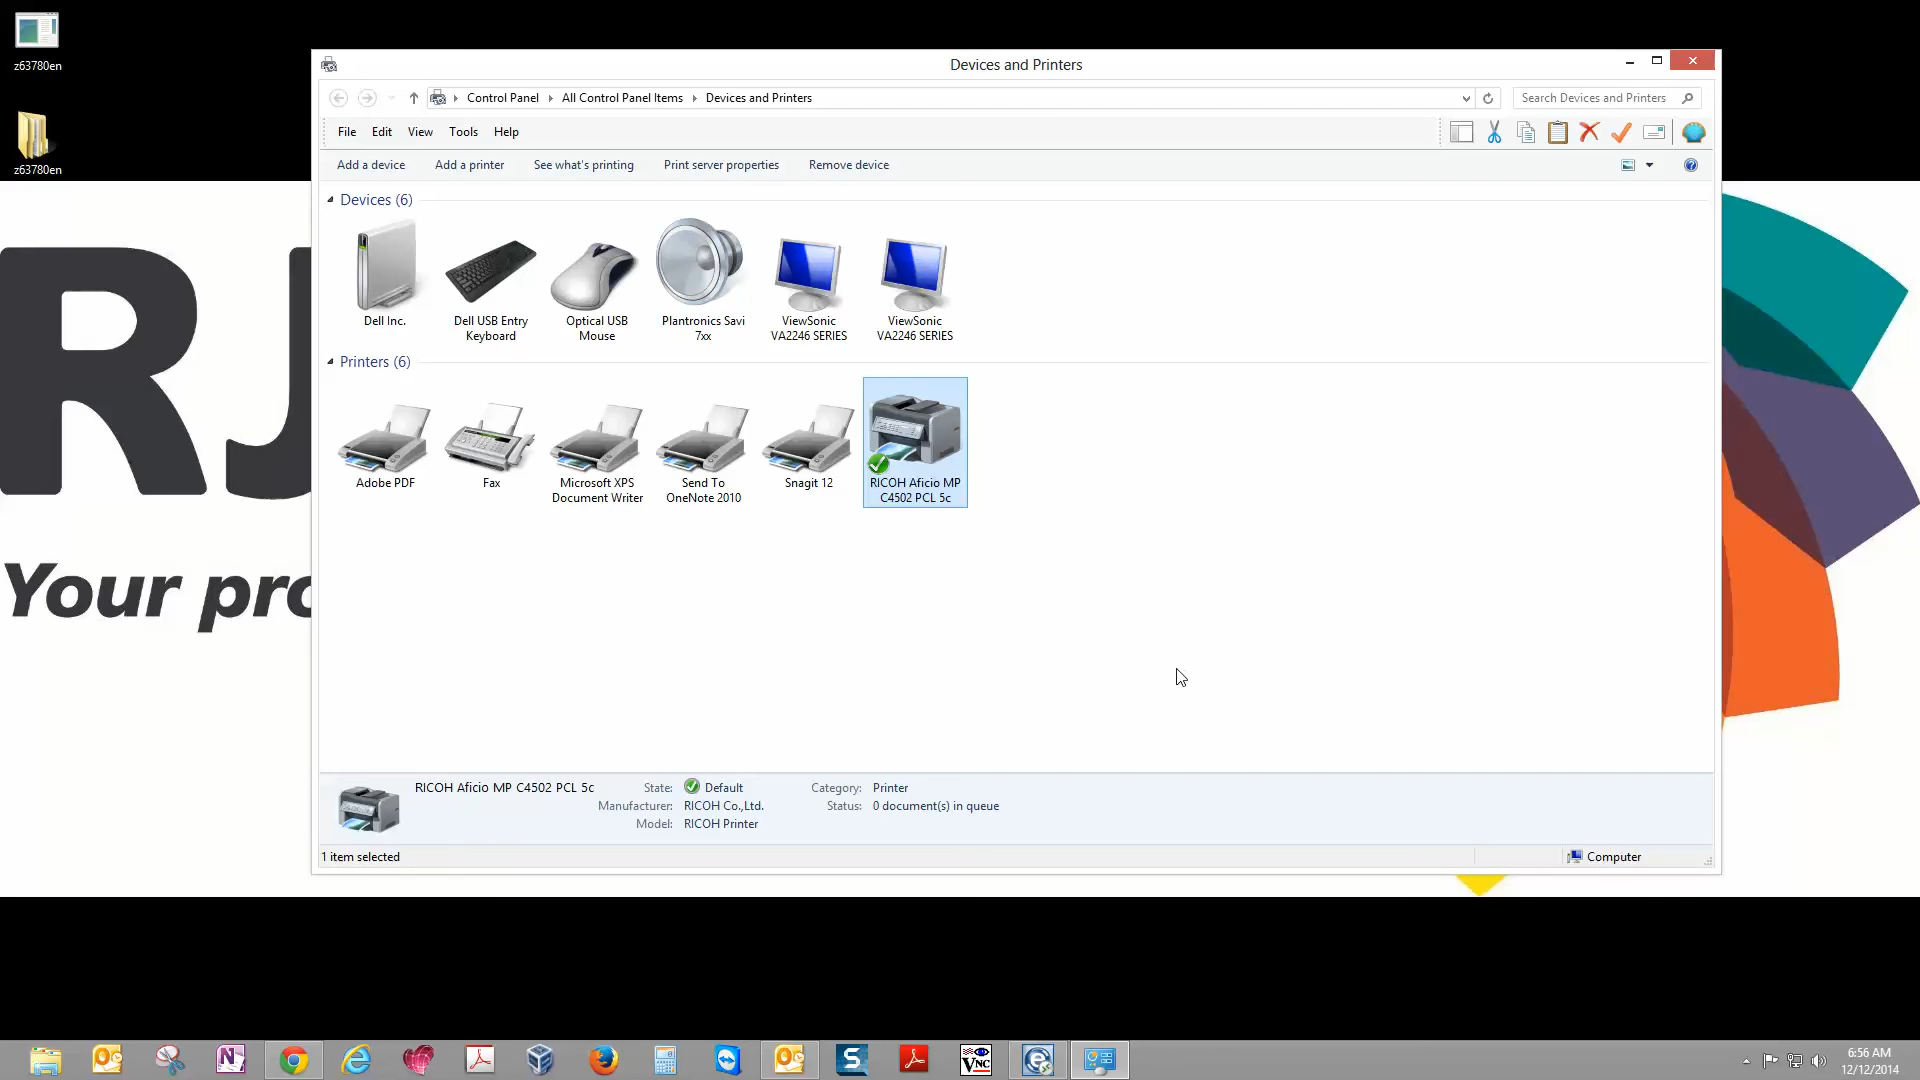 z63780en
z63780en
RJ
Your pro
Devices and Printers
Control Panel
All Control Panel Items
Devices and Printers
Search Devices and Printers
File
Edit
View
Tools
Help
Add a device
Add a printer
See what's printing
Print server properties
Remove device
Devices (6)
Dell Inc.
Dell USB Entry
Keyboard
Optical USB
Mouse
Plantronics Savi
7xx
ViewSonic
VA2246 SERIES
ViewSonic
VA2246 SERIES
Printers (6)
Adobe PDF
Fax
Microsoft XPS
Document Writer
Send To
OneNote 2010
Snagit 12
RICOH Aficio MP
C4502 PCL 5c
RICOH Aficio MP C4502 PCL 5c
State: Default
Category: Printer
Manufacturer: RICOH Co.,Ltd.
Status: 0 document(s) in queue
Model: RICOH Printer
1 item selected
Computer
VNC
6:56 AM
12/12/2014